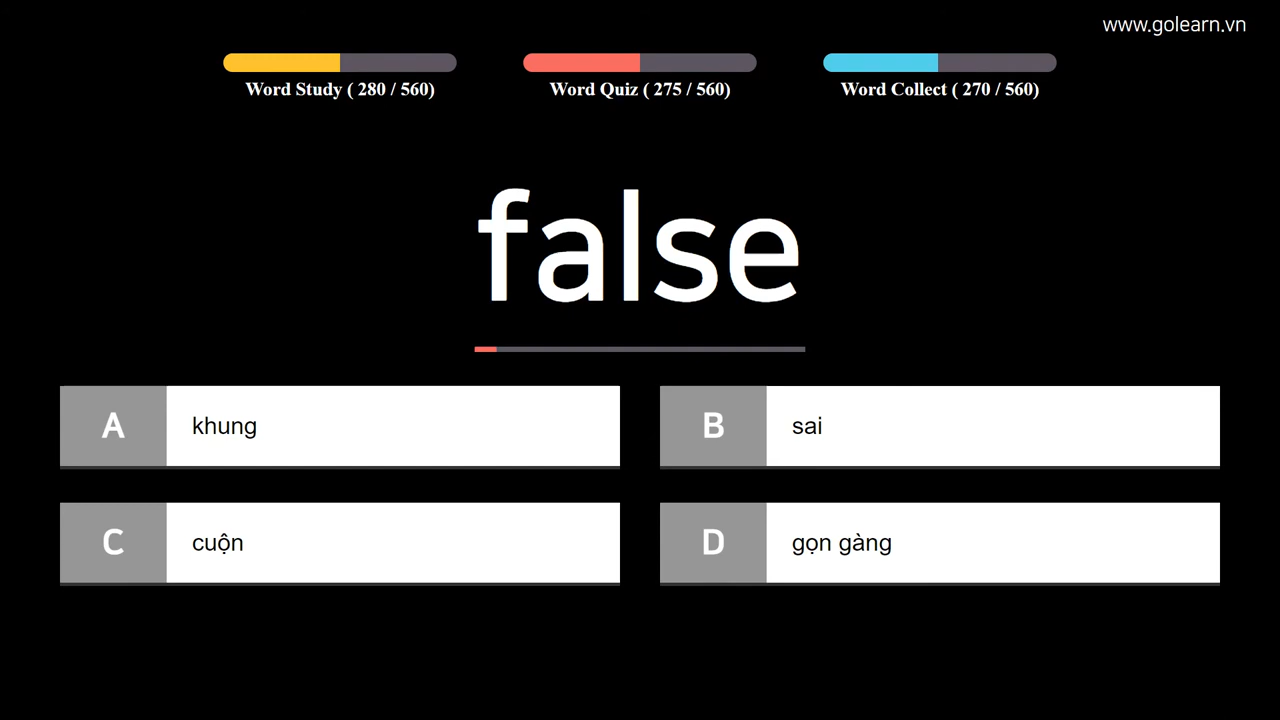 www.golearn.vn
Word Study ( 280 / 560)
Word Quiz ( 275 / 560)
Word Collect ( 270 / 560)
false
A khung
B sai
C cuộn
D gọn gàng